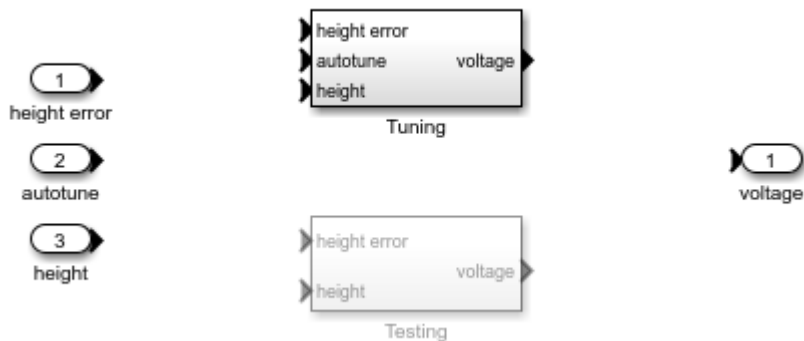 1
height error
2
autotune
3
height
height error
autotune voltage
height
Tuning
height error
voltage
height
Testing
1
voltage